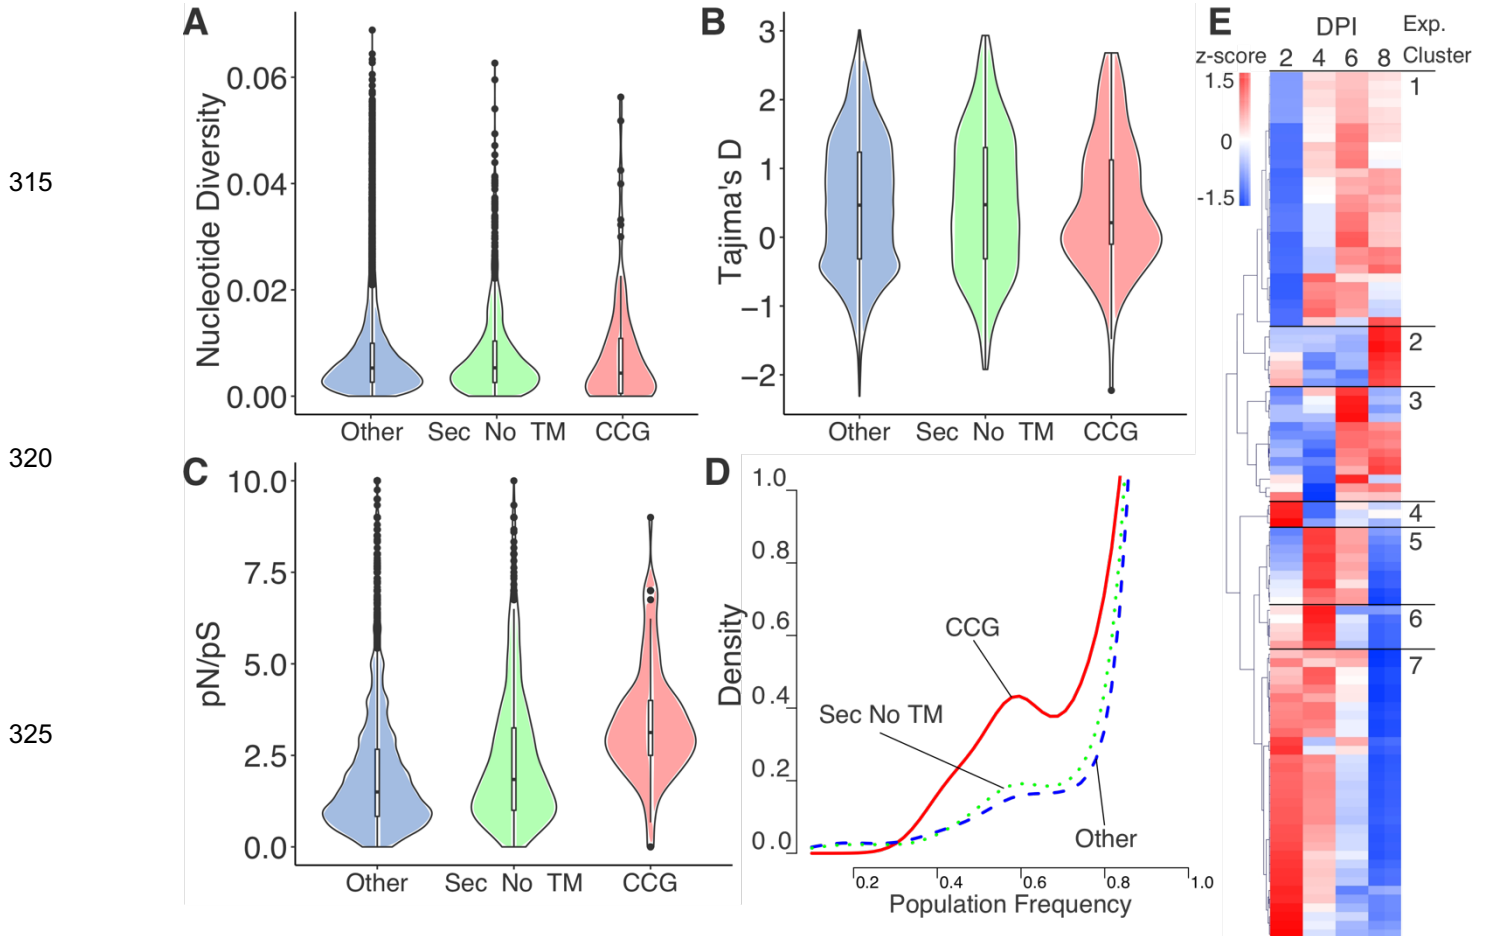 315
320
325
A
Nucleotide Diversity
0.06
0.04
0.02
0.00
Other Sec No TM CCG
B
Tajima's D
3
2
1
0
−1
−2
Other Sec No TM CCG
C
pN/pS
10.0
7.5
5.0
2.5
0.0
Other Sec No TM CCG
D
Density
1.0
0.8
0.6
0.4
0.2
0.0
CCG
Sec No TM
Other
0.2 0.4 0.6 0.8 1.0
Population Frequency
E
DPI Exp.
z-score 2 4 6 8 Cluster
1.5
0
-1.5
1
2
3
4
5
6
7